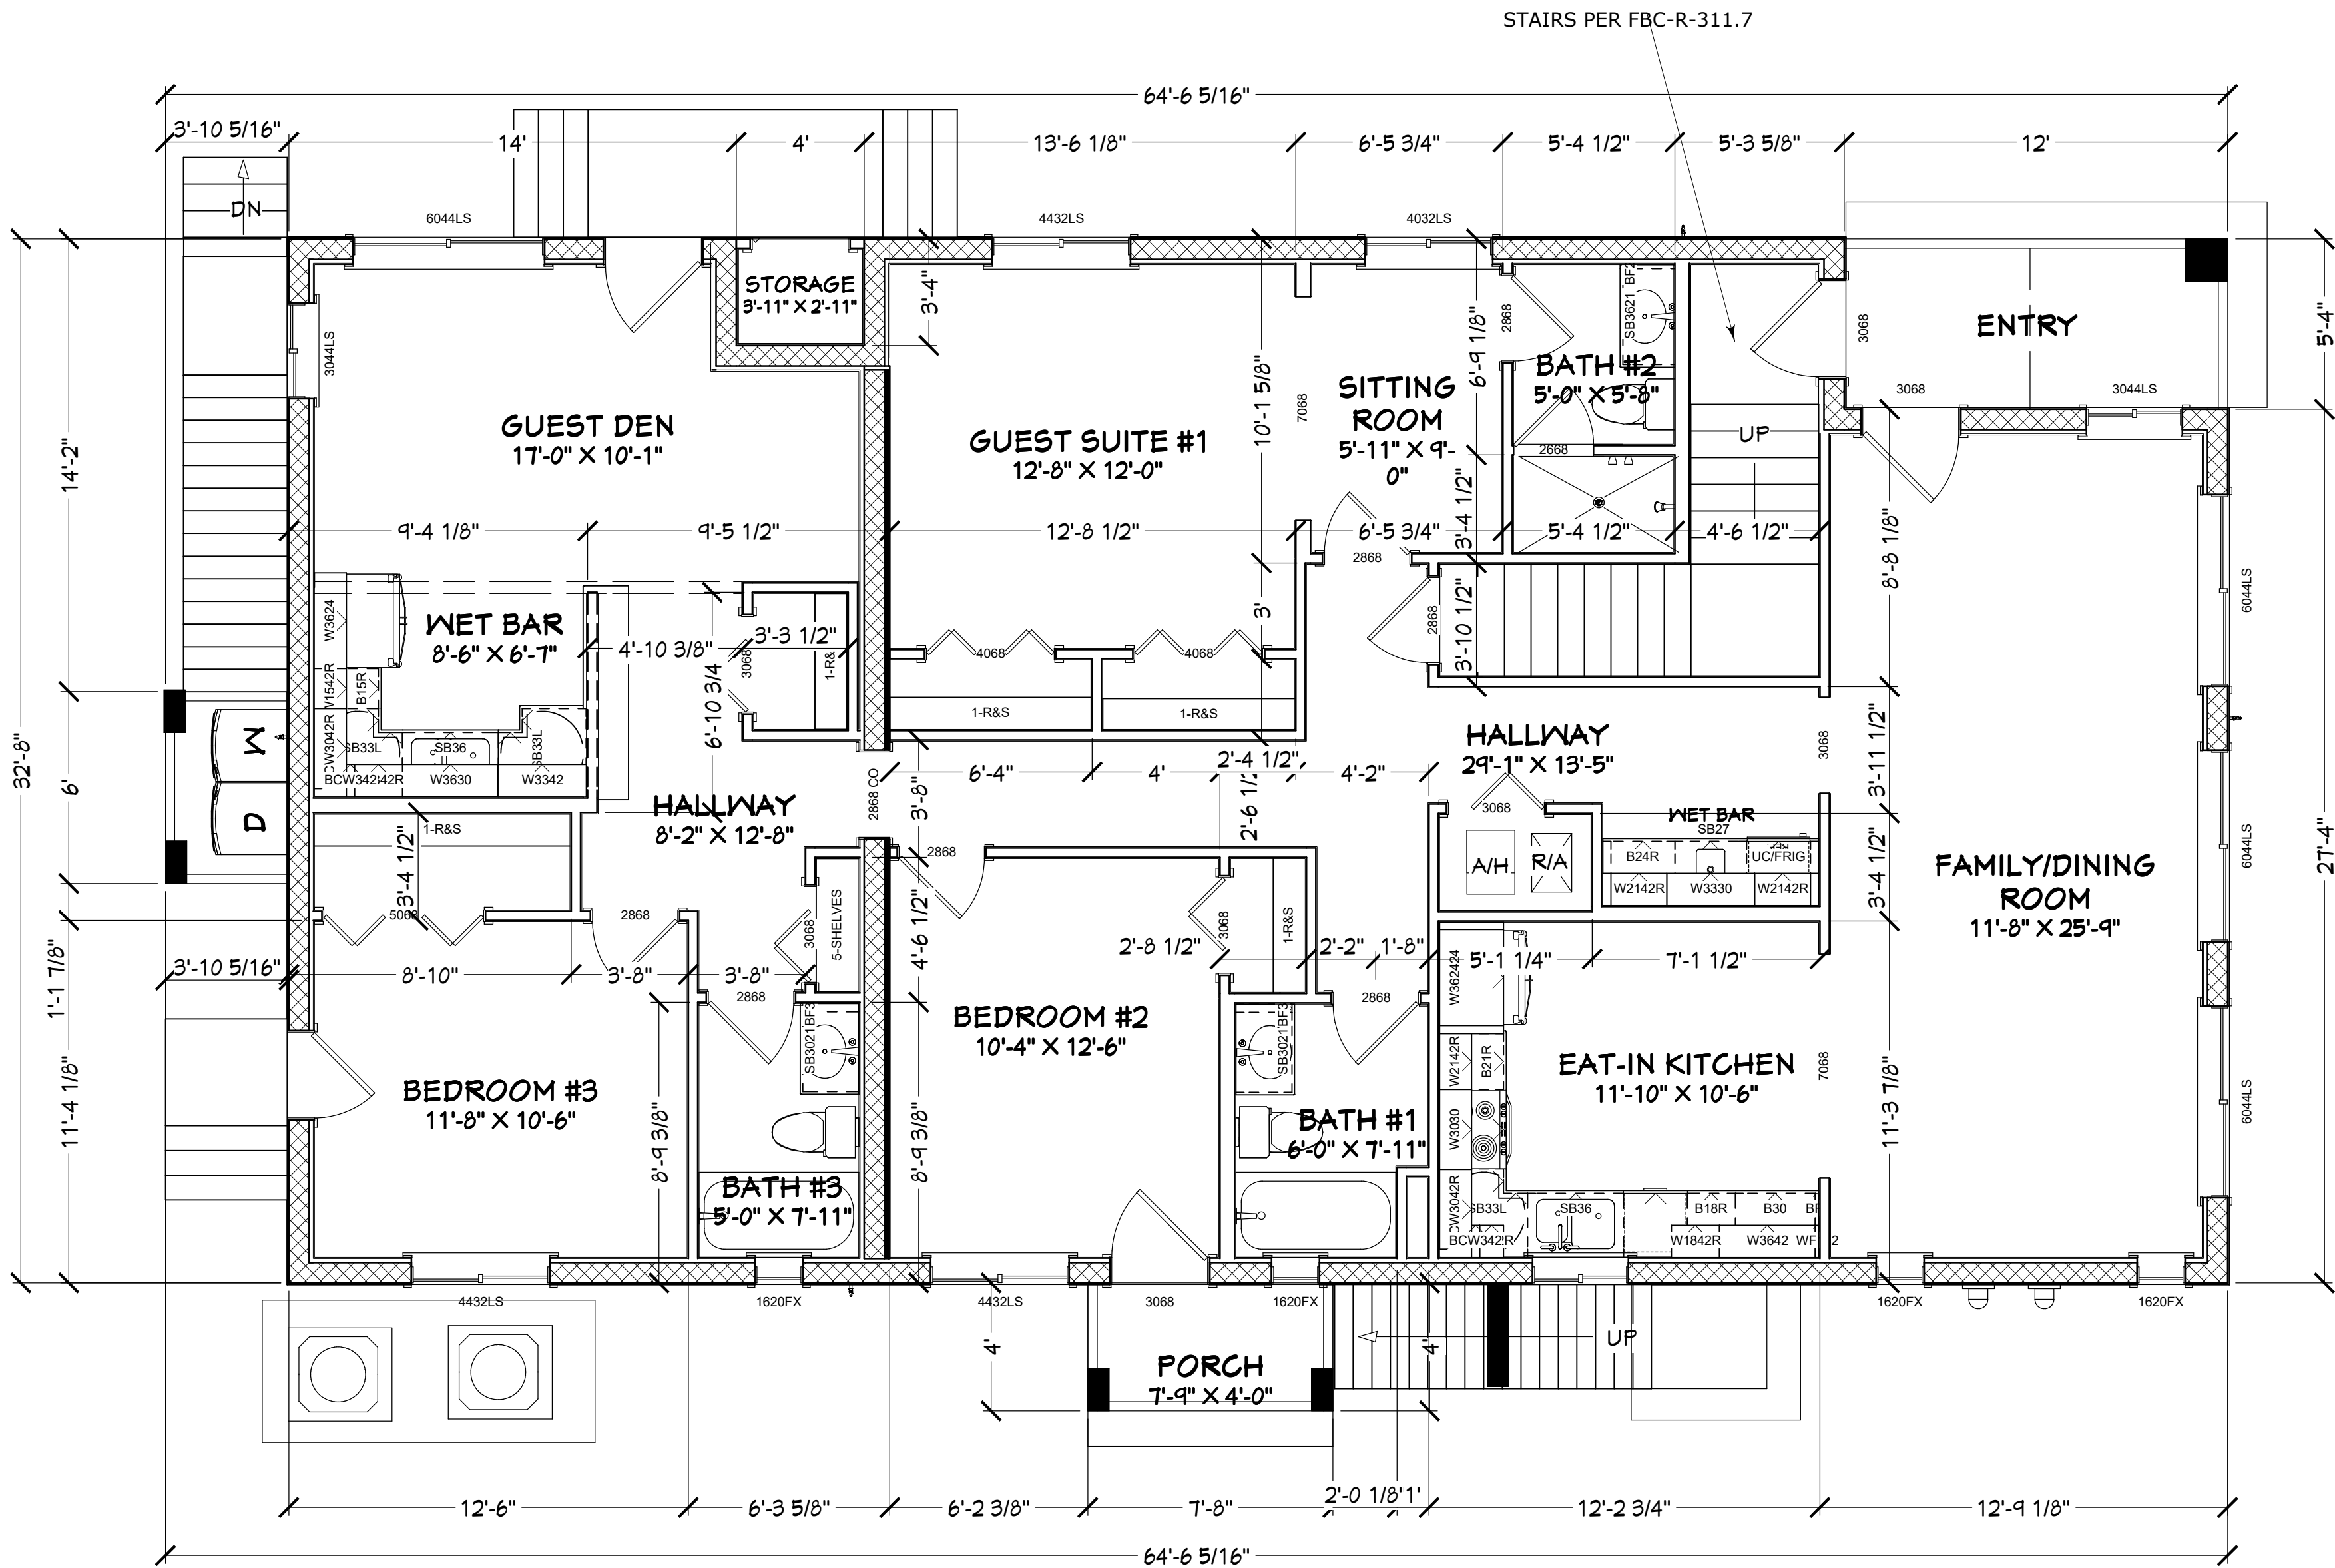 STAIRS PER FBC-R-311.7
64'-6 5/16"
3'-10 5/16"
14'
4'
13'-6 1/8"
6'-5 3/4"
5'-4 1/2"
5'-3 5/8"
12'
DN
6044LS
4432LS
4032LS
STORAGE
3'-11" X 2'-11"
3'-4"
3044LS
2868
SB3621
6'-9 1/8"
3068
ENTRY
5'-4"
BATH #2
5'-0" X 5'-8"
10'-1 5/8"
7068
SITTING
ROOM
5'-11" X 9'-
0"
3068
3044LS
GUEST DEN
17'-0" X 10'-1"
GUEST SUITE #1
12'-8" X 12'-0"
UP
2668
14'-2"
3'-4 1/2"
9'-4 1/8"
9'-5 1/2"
12'-8 1/2"
6'-5 3/4"
5'-4 1/2"
4'-6 1/2"
8'-8 1/8"
2868
6044LS
W3624
WET BAR
8'-6" X 6'-7"
4'-10 3/8"
3'-3 1/2"
3068
1-R&
3'
2868
3'-10 1/2"
4068
4068
W1542R
B15R
6'-10 3/4
1-R&S
1-R&S
M
D
32'-8"
6'
SB33L
SB36
SB33L
W3630
W3342
HALLWAY
29'-1" X 13'-5"
3068
3'-11 1/2"
2'-4 1/2"
6'-4"
4'
4'-2"
2868 CO
3'-8"
2'-6 1/2
HALLWAY
8'-2" X 12'-8"
3068
WET BAR
SB27
1-R&S
3'-4 1/2"
2868
A/H
R/A
B24R
UC/FRIG
W2142R
W3330
W2142R
3'-4 1/2"
6044LS
27'-4"
FAMILY/DINING
ROOM
11'-8" X 25'-9"
5068
2868
3068
5-SHELVES
4'-6 1/2"
3068
1-R&S
2'-8 1/2"
2'-2"
1'-8"
5'-1 1/4"
7'-1 1/2"
W362424
1'-1 7/8"
3'-10 5/16"
8'-10"
3'-8"
3'-8"
2868
2868
BEDROOM #2
10'-4" X 12'-6"
SB3021
BF3
SB3021
BF3
W2142R
B21R
EAT-IN KITCHEN
11'-10" X 10'-6"
7068
BEDROOM #3
11'-8" X 10'-6"
11'-4 1/8"
8'-9 3/8"
8'-9 3/8"
BATH #1
6'-0" X 7'-11"
W3030
11'-3 7/8"
6044LS
BATH #3
5'-0" X 7'-11"
SB33L
SB36
B18R
B30
W1842R
W3642
4432LS
1620FX
4432LS
3068
1620FX
1620FX
1620FX
4'
4'
UP
PORCH
7'-9" X 4'-0"
12'-6"
6'-3 5/8"
6'-2 3/8"
7'-8"
2'-0 1/8"
1'
12'-2 3/4"
12'-9 1/8"
64'-6 5/16"